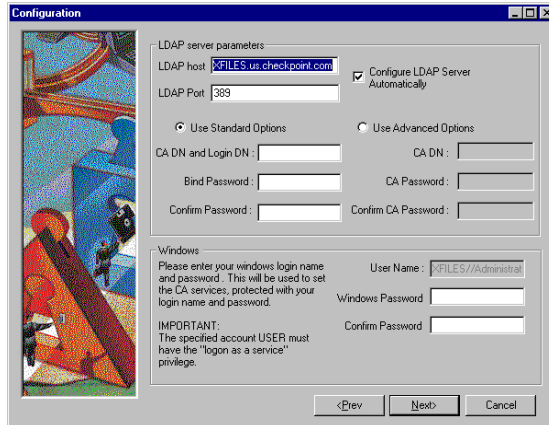 Configuration
LDAP server parameters
LDAP host XFILES.us.checkpoint.com
Configure LDAP Server
Automatically
LDAP Port 389
Use Standard Options
Use Advanced Options
CA DN and Login DN :
CA DN :
Bind Password :
CA Password :
Confirm Password :
Confirm CA Password :
Windows
Please enter your windows login name
and password . This will be used to set
the CA services, protected with your
login name and password.
IMPORTANT:
The specified account USER must
have the "logon as a service"
privilege.
User Name : XFILES//Administrat
Windows Password
Confirm Password
<Prev
Next>
Cancel